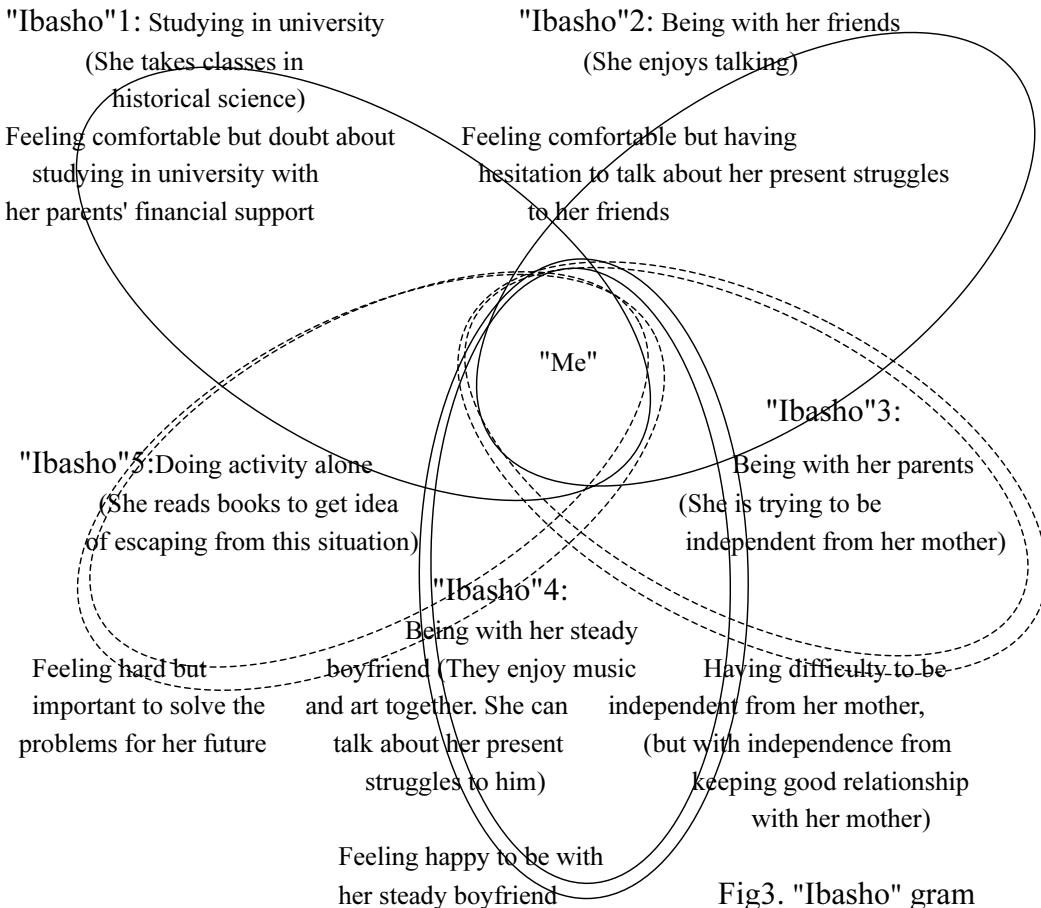 "Ibasho"1: Studying in university
(She takes classes in
historical science)
Feeling comfortable but doubt about
studying in university with
her parents' financial support
"Ibasho"2: Being with her friends
(She enjoys talking)
Feeling comfortable but having
hesitation to talk about her present struggles
to her friends
"Me"
"Ibasho"3:
Being with her parents
(She is trying to be
independent from her mother)
Having difficulty to be
independent from her mother,
(but with independence from
keeping good relationship
with her mother)
"Ibasho"5:Doing activity alone
(She reads books to get idea
of escaping from this situation)
Feeling hard but
important to solve the
problems for her future
"Ibasho"4:
Being with her steady
boyfriend (They enjoy music
and art together. She can
talk about her present
struggles to him)
Feeling happy to be with
her steady boyfriend
Fig3. "Ibasho" gram